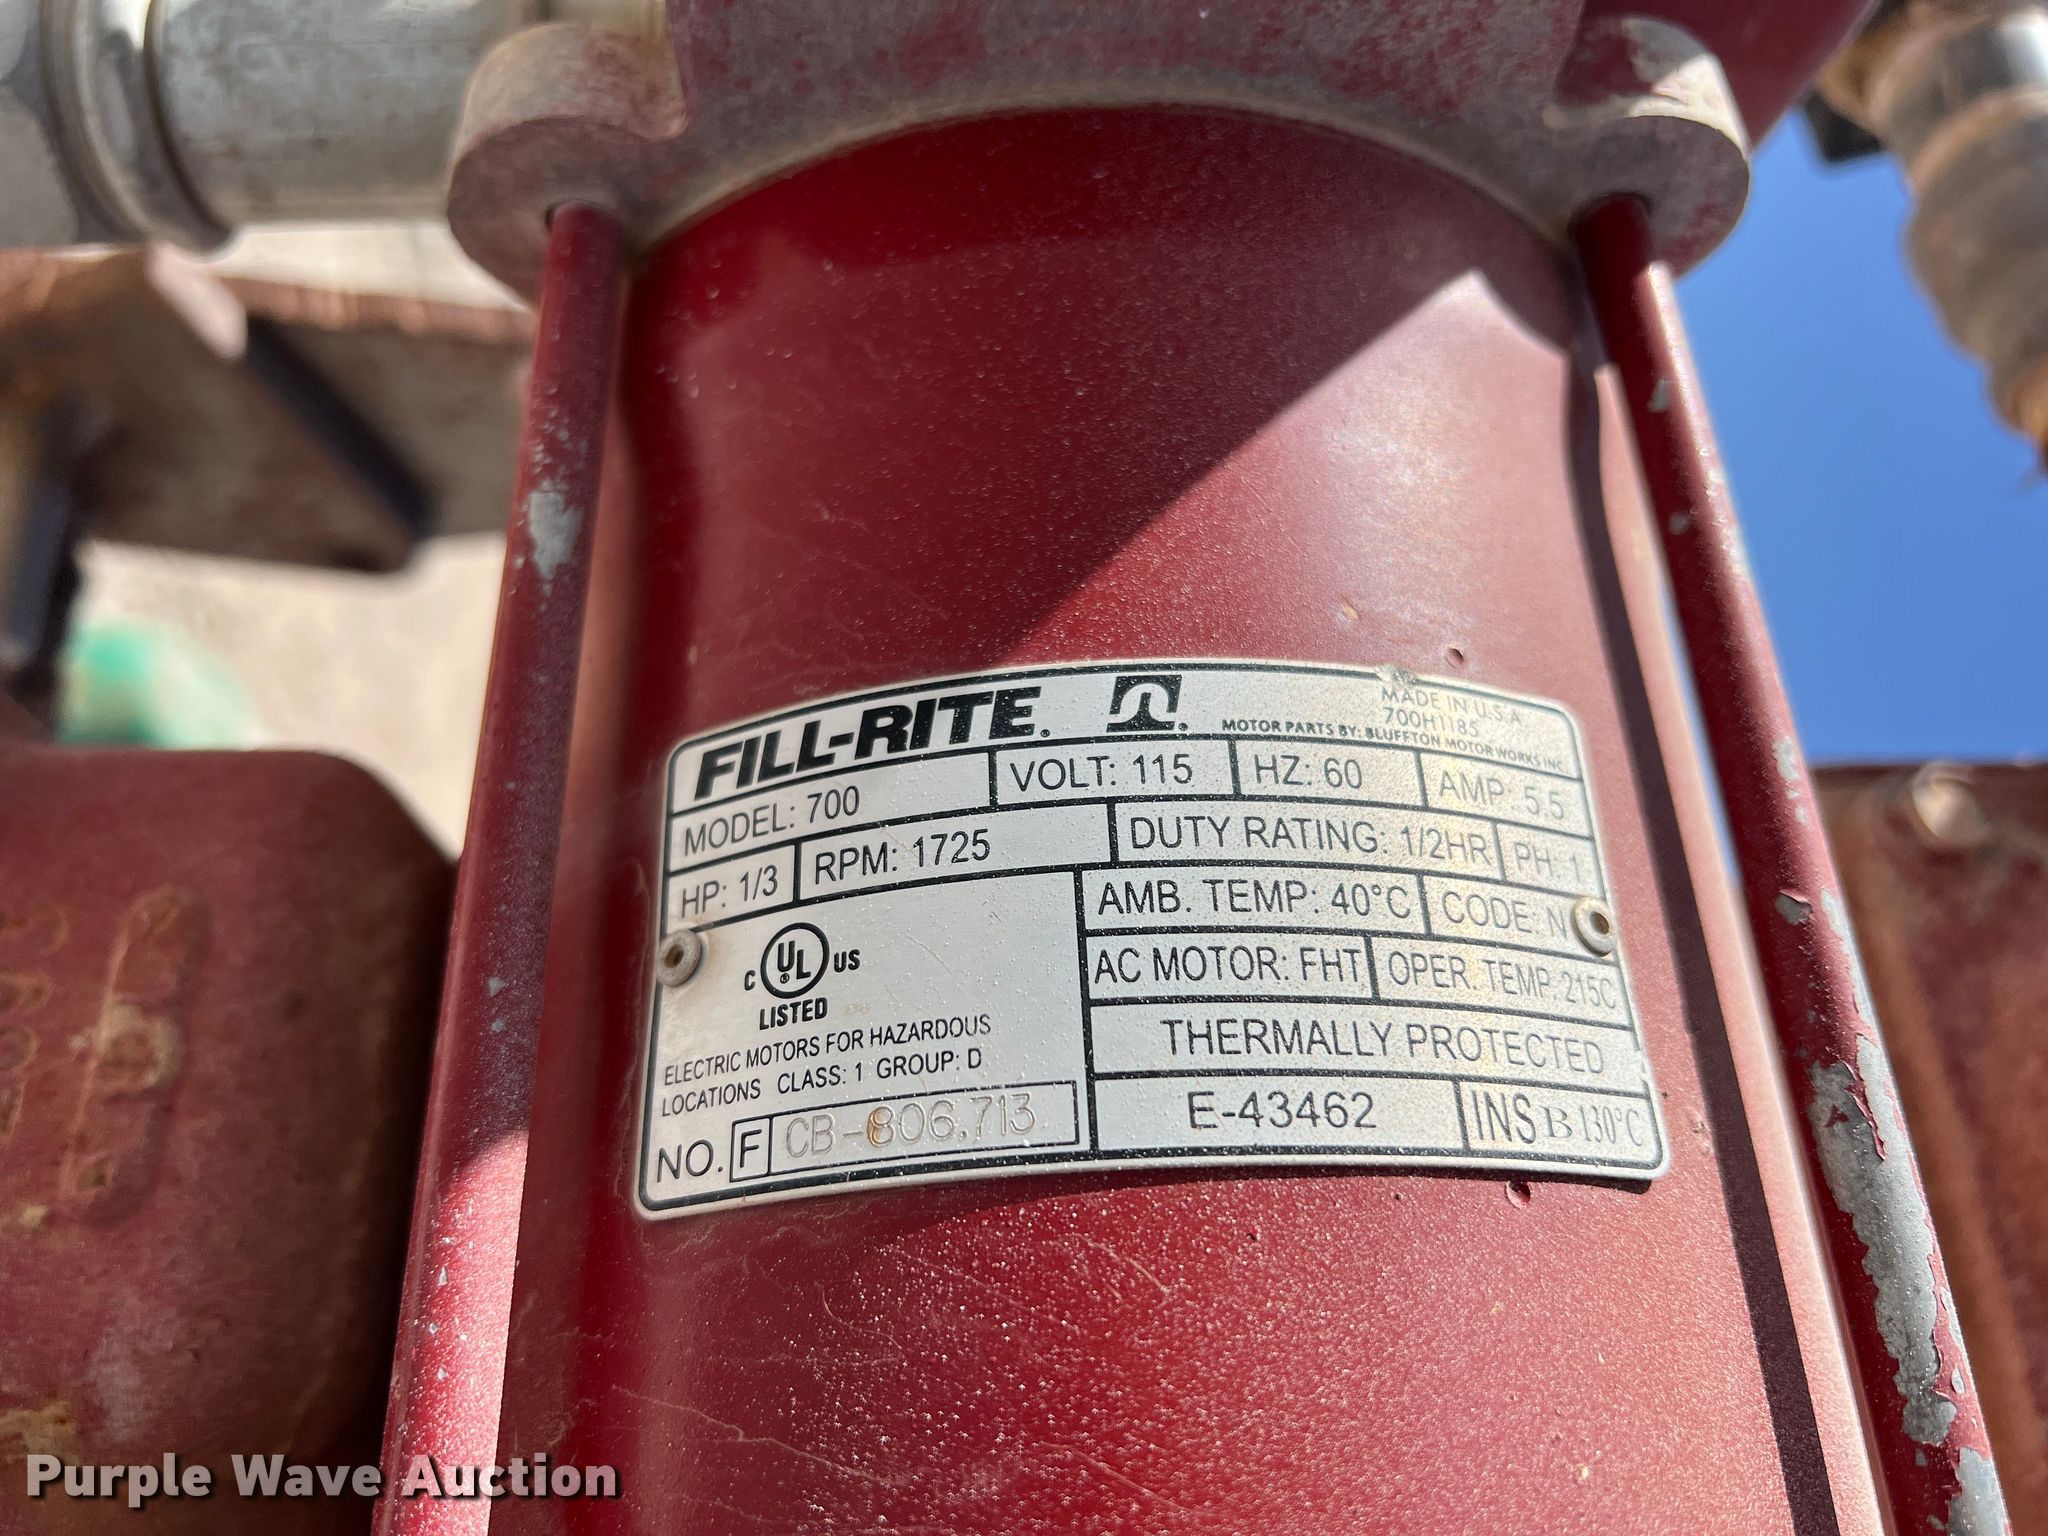 FILL-RITE.
MADE IN U.S.A.
700H1185
MOTOR PARTS BY: BLUFFTON MOTOR WORKS INC.
MODEL: 700 VOLT: 115 HZ: 60 AMP: 5.5
HP: 1/3 RPM: 1725 DUTY RATING: 1/2HR PH: 1
AMB. TEMP: 40°C CODE: N
C UL® US
LISTED
AC MOTOR: FHT OPER. TEMP. 215C
ELECTRIC MOTORS FOR HAZARDOUS
LOCATIONS CLASS: 1 GROUP: D
THERMALLY PROTECTED
NO. F CB-806,713 E-43462 INS B 130°C
Purple Wave Auction